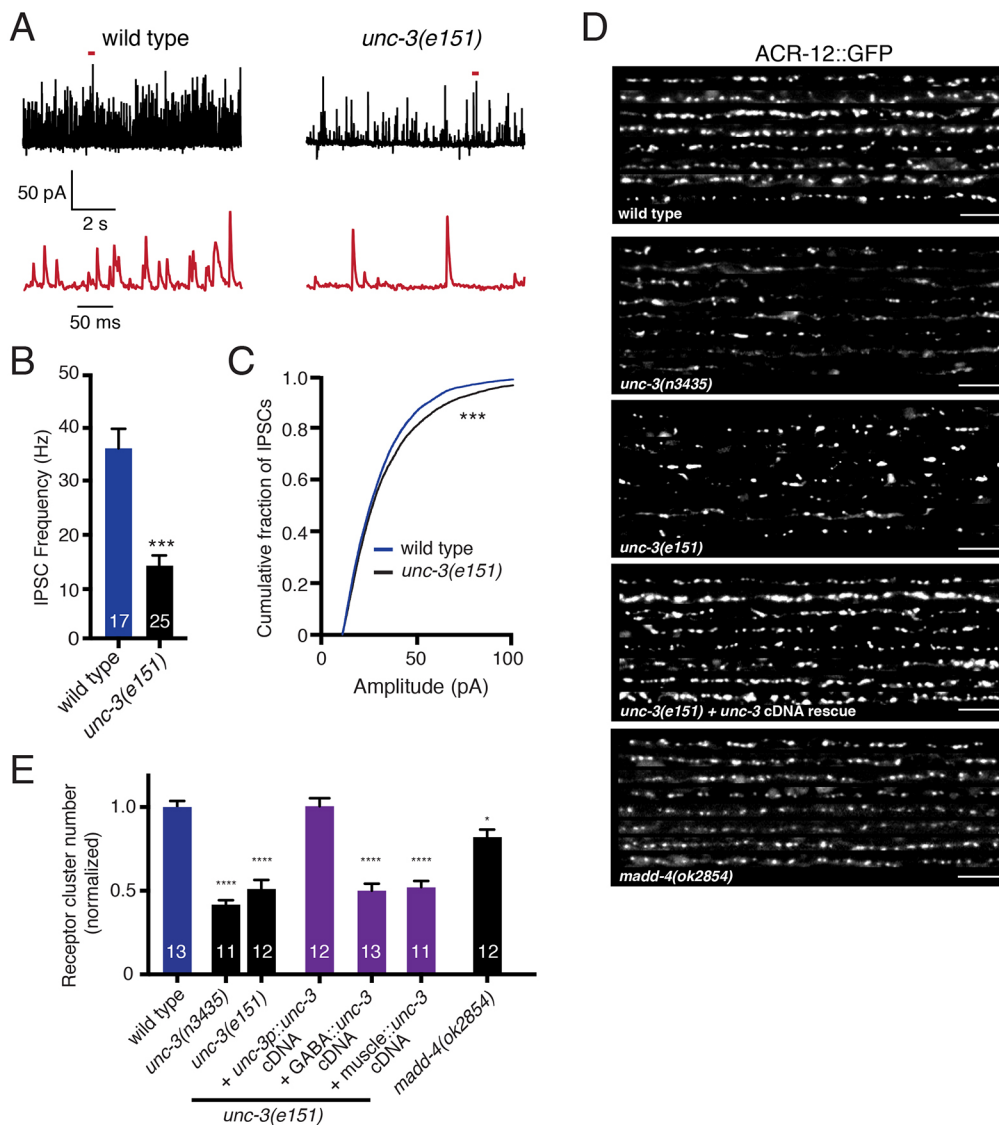 A
wild type
unc-3(e151)
50 pA
2 s
50 ms
B
IPSC Frequency (Hz)
50
40
30
20
10
0
17
25
***
wild type
unc-3(e151)
C
Cumulative fraction of IPSCs
1.0
0.8
0.6
0.4
0.2
0
***
wild type
unc-3(e151)
0
50
100
Amplitude (pA)
D
ACR-12::GFP
wild type
unc-3(n3435)
unc-3(e151)
unc-3(e151) + unc-3 cDNA rescue
madd-4(ok2854)
E
Receptor cluster number
(normalized)
1.0
0.5
0
****
****
****
****
*
13
11
12
12
13
11
12
wild type
unc-3(n3435)
unc-3(e151)
+ unc-3p::unc-3
cDNA
+ GABA::unc-3
cDNA
+ muscle::unc-3
cDNA
madd-4(ok2854)
unc-3(e151)